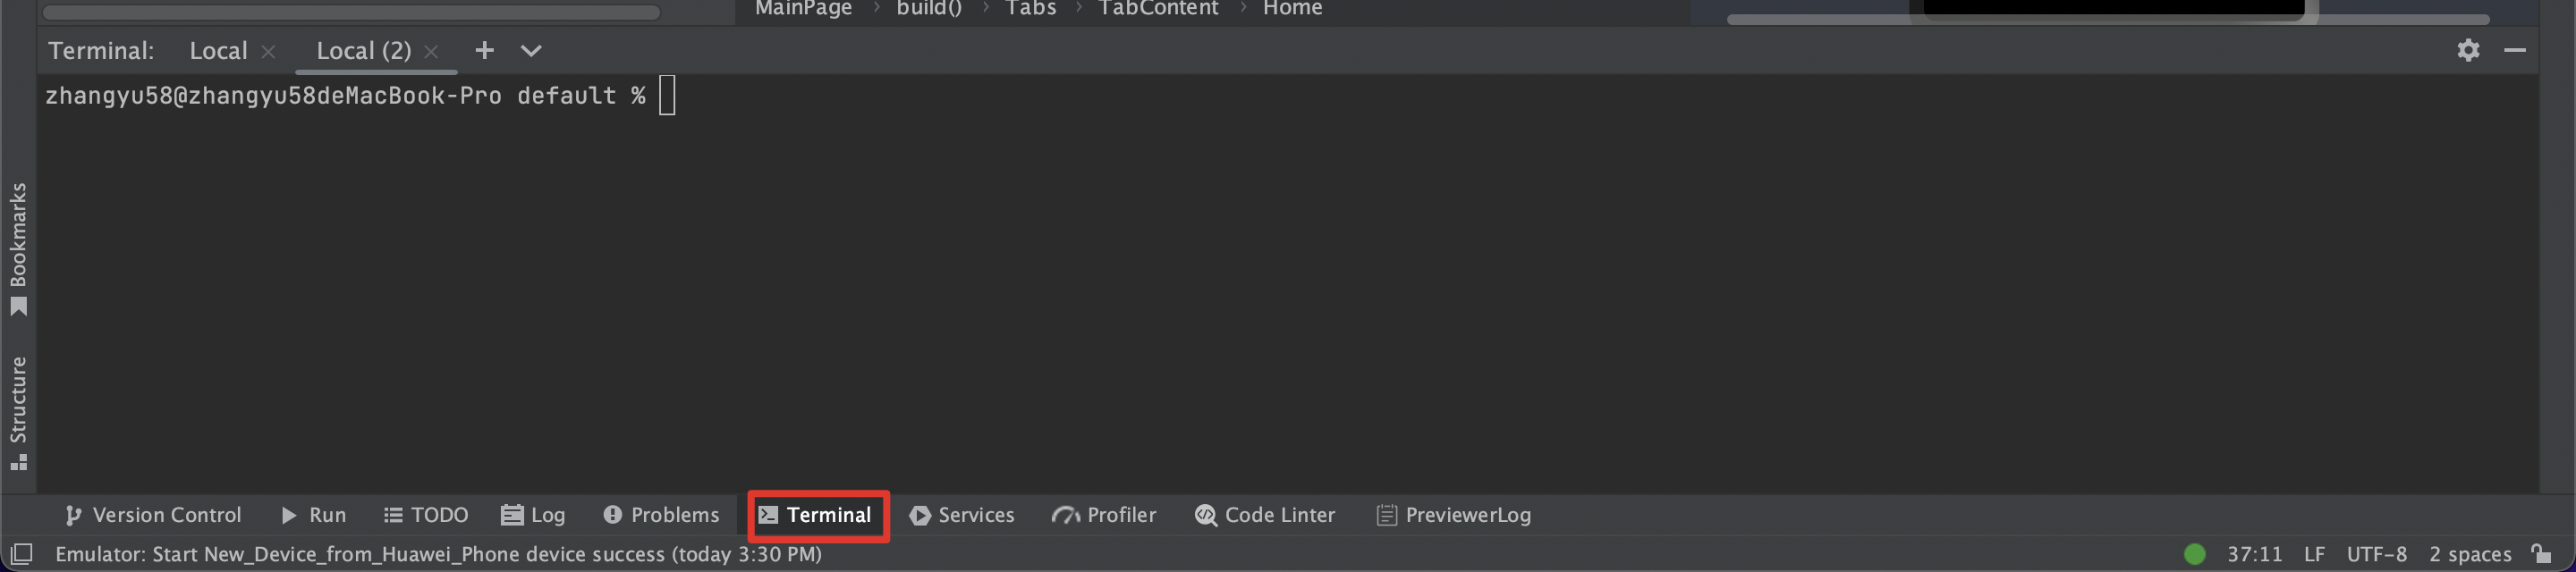 MainPage › build() › Tabs › TabContent › Home
Terminal: Local × Local (2) × +
zhangyu58@zhangyu58deMacBook-Pro default %
Bookmarks
Structure
Version Control Run TODO Log Problems Terminal Services Profiler Code Linter PreviewerLog
Emulator: Start New_Device_from_Huawei_Phone device success (today 3:30 PM) 37:11 LF UTF-8 2 spaces